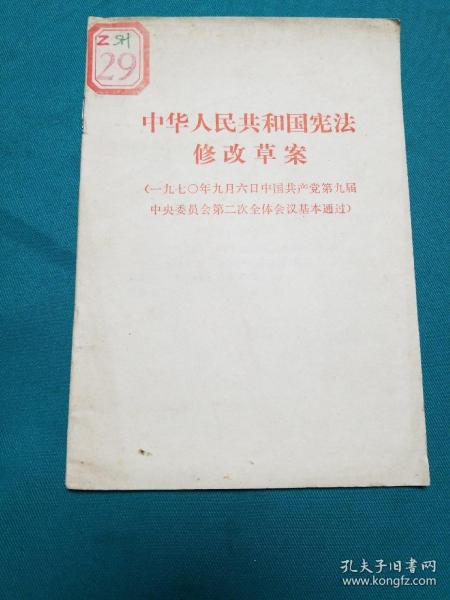 Z SH
29
中华人民共和国宪法
修改草案
（一九七〇年九月六日中国共产党第九届
中央委员会第二次全体会议基本通过）
孔夫子旧书网
www.kongfz.com